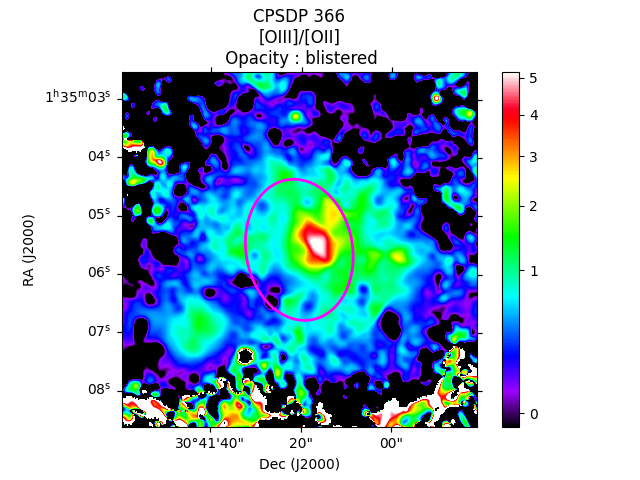 CPSDP 366
[OIII]/[OII]
Opacity : blistered
1ʰ35ᵐ03ˢ
04ˢ
05ˢ
06ˢ
07ˢ
08ˢ
RA (J2000)
30°41'40" 20" 00"
Dec (J2000)
5
4
3
2
1
0